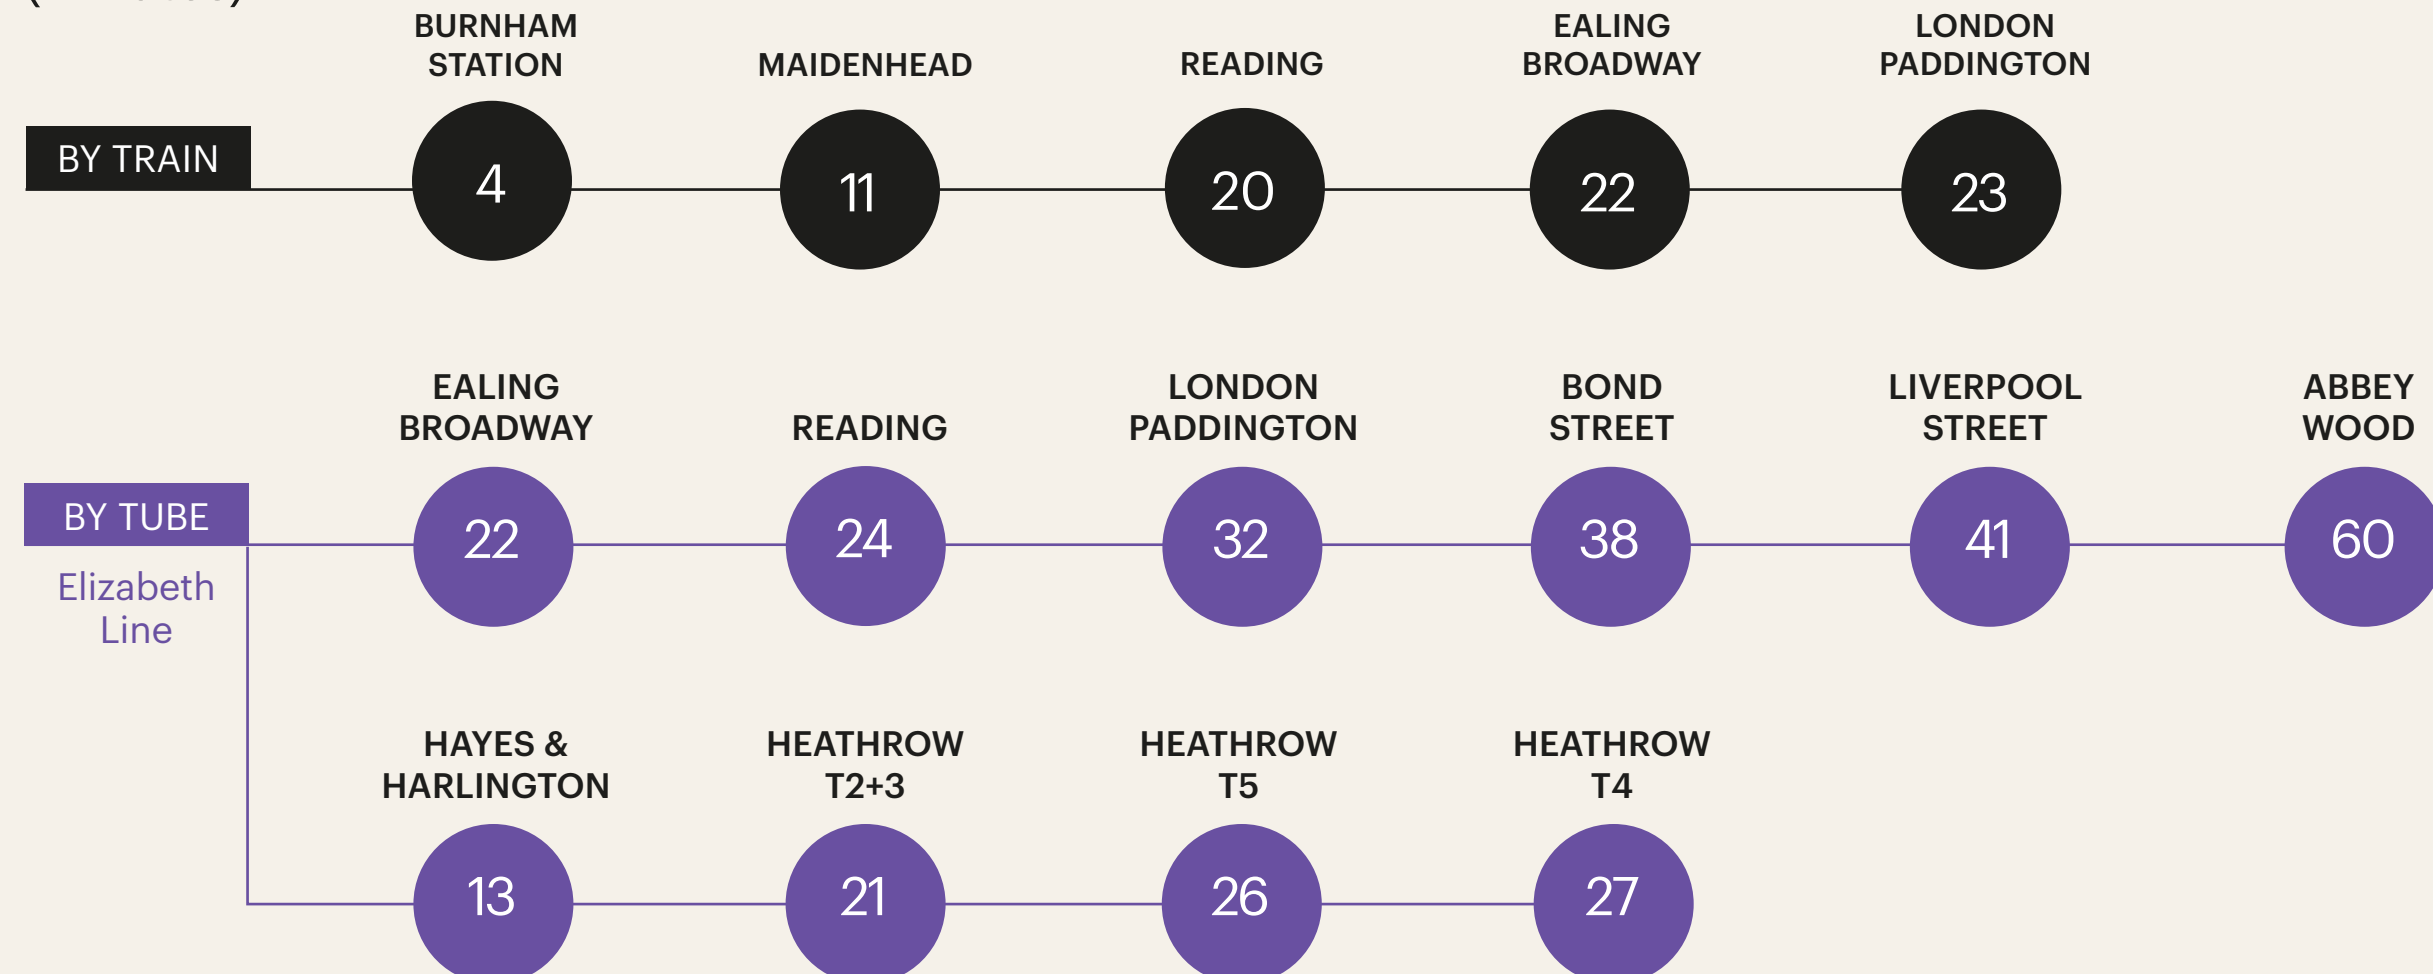 BURNHAM
STATION
MAIDENHEAD
READING
EALING
BROADWAY
LONDON
PADDINGTON
BY TRAIN
4
11
20
22
23
EALING
BROADWAY
READING
LONDON
PADDINGTON
BOND
STREET
LIVERPOOL
STREET
ABBEY
WOOD
BY TUBE
Elizabeth
Line
22
24
32
38
41
60
HAYES &
HARLINGTON
HEATHROW
T2+3
HEATHROW
T5
HEATHROW
T4
13
21
26
27